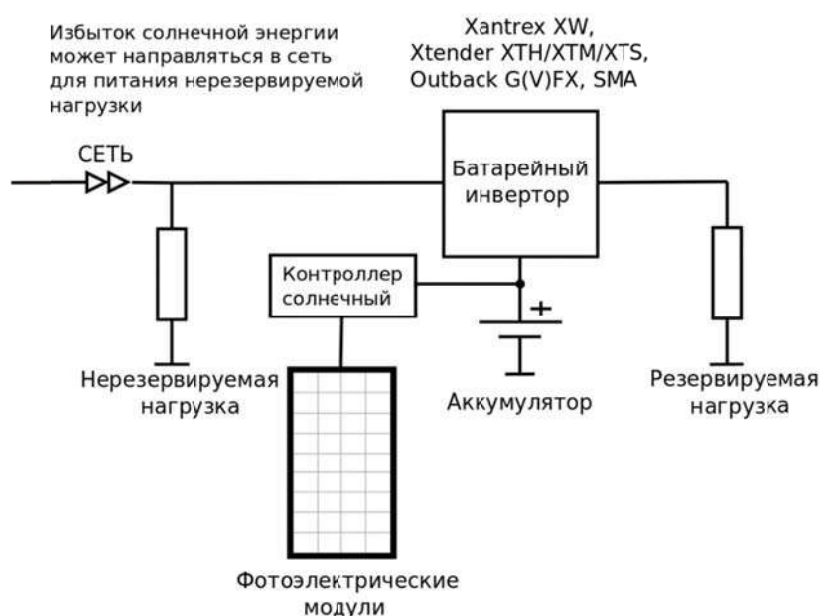 Избыток солнечной энергии
может направляться в сеть
для питания нерезервируемой
нагрузки
Xantrex XW,
Xtender XTH/XTM/XTS,
Outback G(V)FX, SMA
СЕТЬ
Батарейный
инвертор
Контроллер
солнечный
+
Нерезервируемая
нагрузка
Аккумулятор
Резервируемая
нагрузка
Фотоэлектрические
модули